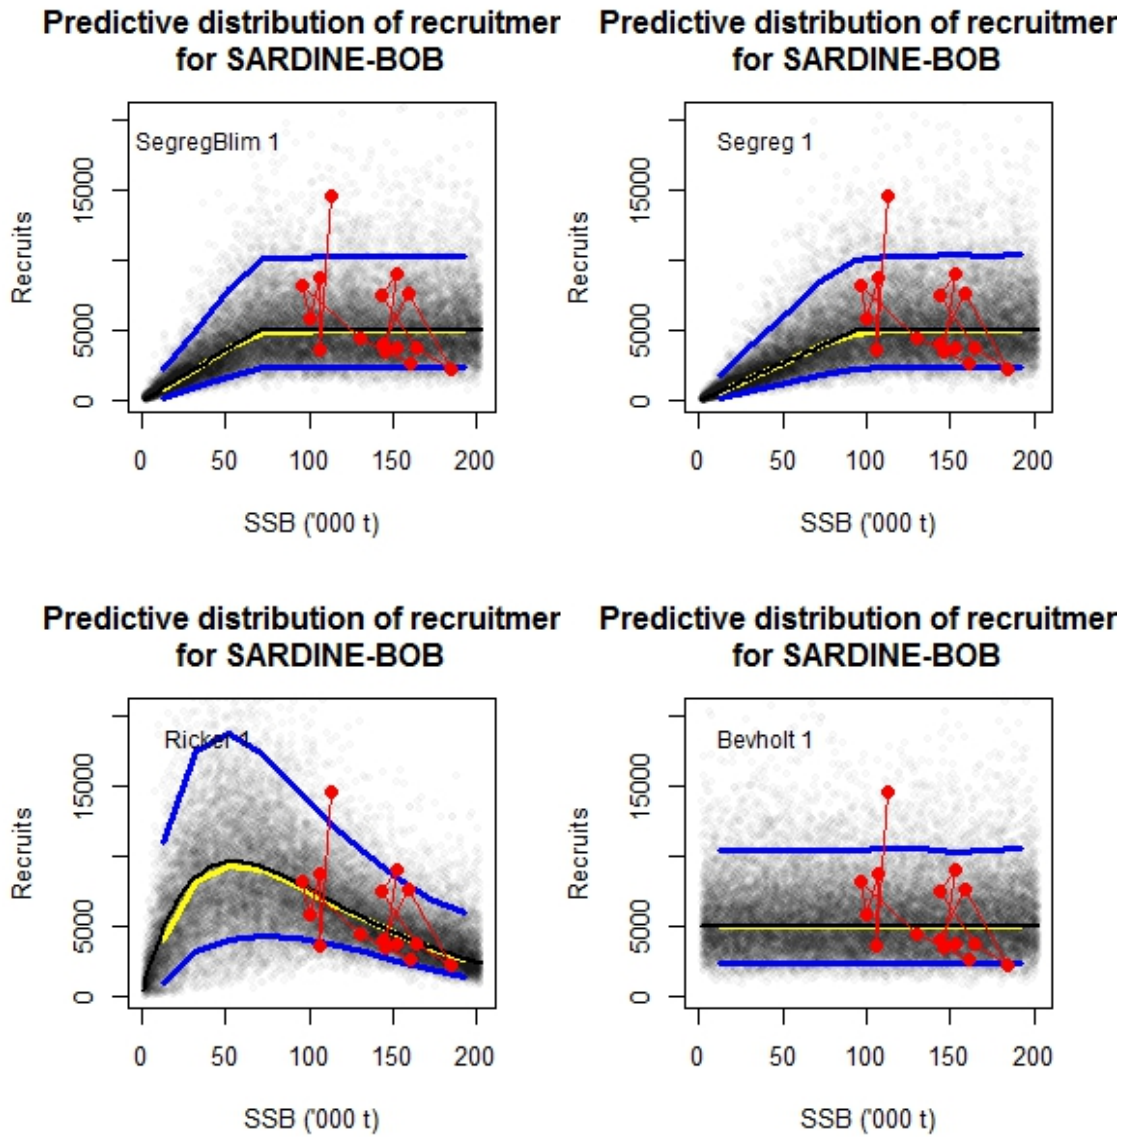 Predictive distribution of recruitmer
for SARDINE-BOB
SegregBlim 1
Recruits
15000
5000
0
0 50 100 150 200
SSB ('000 t)
Predictive distribution of recruitmer
for SARDINE-BOB
Segreg 1
Recruits
15000
5000
0
0 50 100 150 200
SSB ('000 t)
Predictive distribution of recruitmer
for SARDINE-BOB
Ricker 1
Recruits
15000
5000
0
0 50 100 150 200
SSB ('000 t)
Predictive distribution of recruitmer
for SARDINE-BOB
Bevholt 1
Recruits
15000
5000
0
0 50 100 150 200
SSB ('000 t)